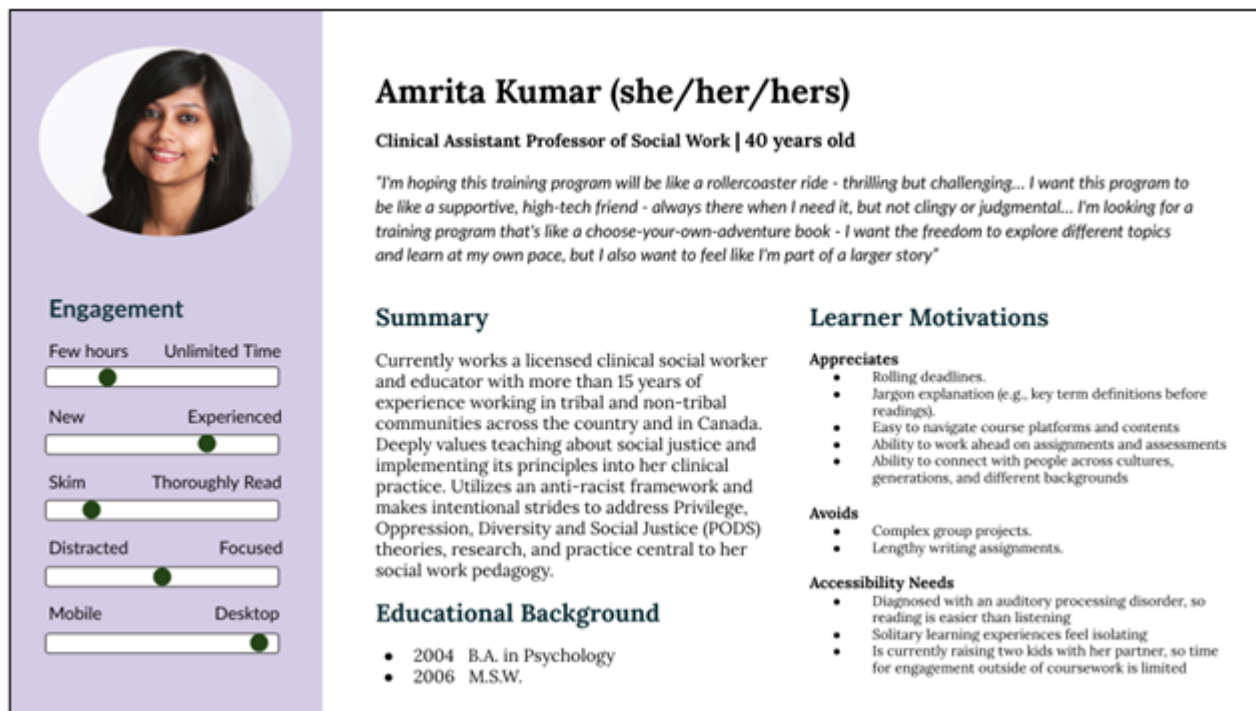 Amrita Kumar (she/her/hers)
Clinical Assistant Professor of Social Work | 40 years old
"I'm hoping this training program will be like a rollercoaster ride - thrilling but challenging... I want this program to
be like a supportive, high-tech friend - always there when I need it, but not clingy or judgmental... I'm looking for a
training program that's like a choose-your-own-adventure book - I want the freedom to explore different topics
and learn at my own pace, but I also want to feel like I'm part of a larger story"
Engagement
Few hours Unlimited Time
New Experienced
Skim Thoroughly Read
Distracted Focused
Mobile Desktop
Summary
Currently works a licensed clinical social worker
and educator with more than 15 years of
experience working in tribal and non-tribal
communities across the country and in Canada.
Deeply values teaching about social justice and
implementing its principles into her clinical
practice. Utilizes an anti-racist framework and
makes intentional strides to address Privilege,
Oppression, Diversity and Social Justice (PODS)
theories, research, and practice central to her
social work pedagogy.
Educational Background
● 2004 B.A. in Psychology
● 2006 M.S.W.
Learner Motivations
Appreciates
● Rolling deadlines.
● Jargon explanation (e.g., key term definitions before
readings).
● Easy to navigate course platforms and contents
● Ability to work ahead on assignments and assessments
● Ability to connect with people across cultures,
generations, and different backgrounds
Avoids
● Complex group projects.
● Lengthy writing assignments.
Accessibility Needs
● Diagnosed with an auditory processing disorder, so
reading is easier than listening
● Solitary learning experiences feel isolating
● Is currently raising two kids with her partner, so time
for engagement outside of coursework is limited